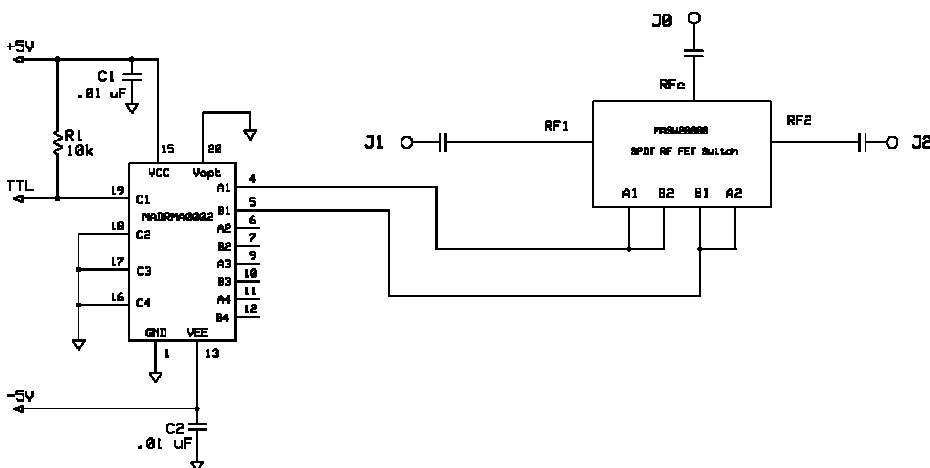 J0
+5V
C1
.01 uF
RFc
J1
RF1
RF2
J2
R1
10k
15
20
SPDT RF FET Switch
VCC
Vopt
4
TTL
19
C1
A1
A1
B2
B1
A2
MADRMA0002
5
B1
18
C2
6
A2
7
B2
17
C3
9
A3
10
B3
16
C4
11
A4
12
B4
GND
VEE
1
13
-5V
C2
.01 uF